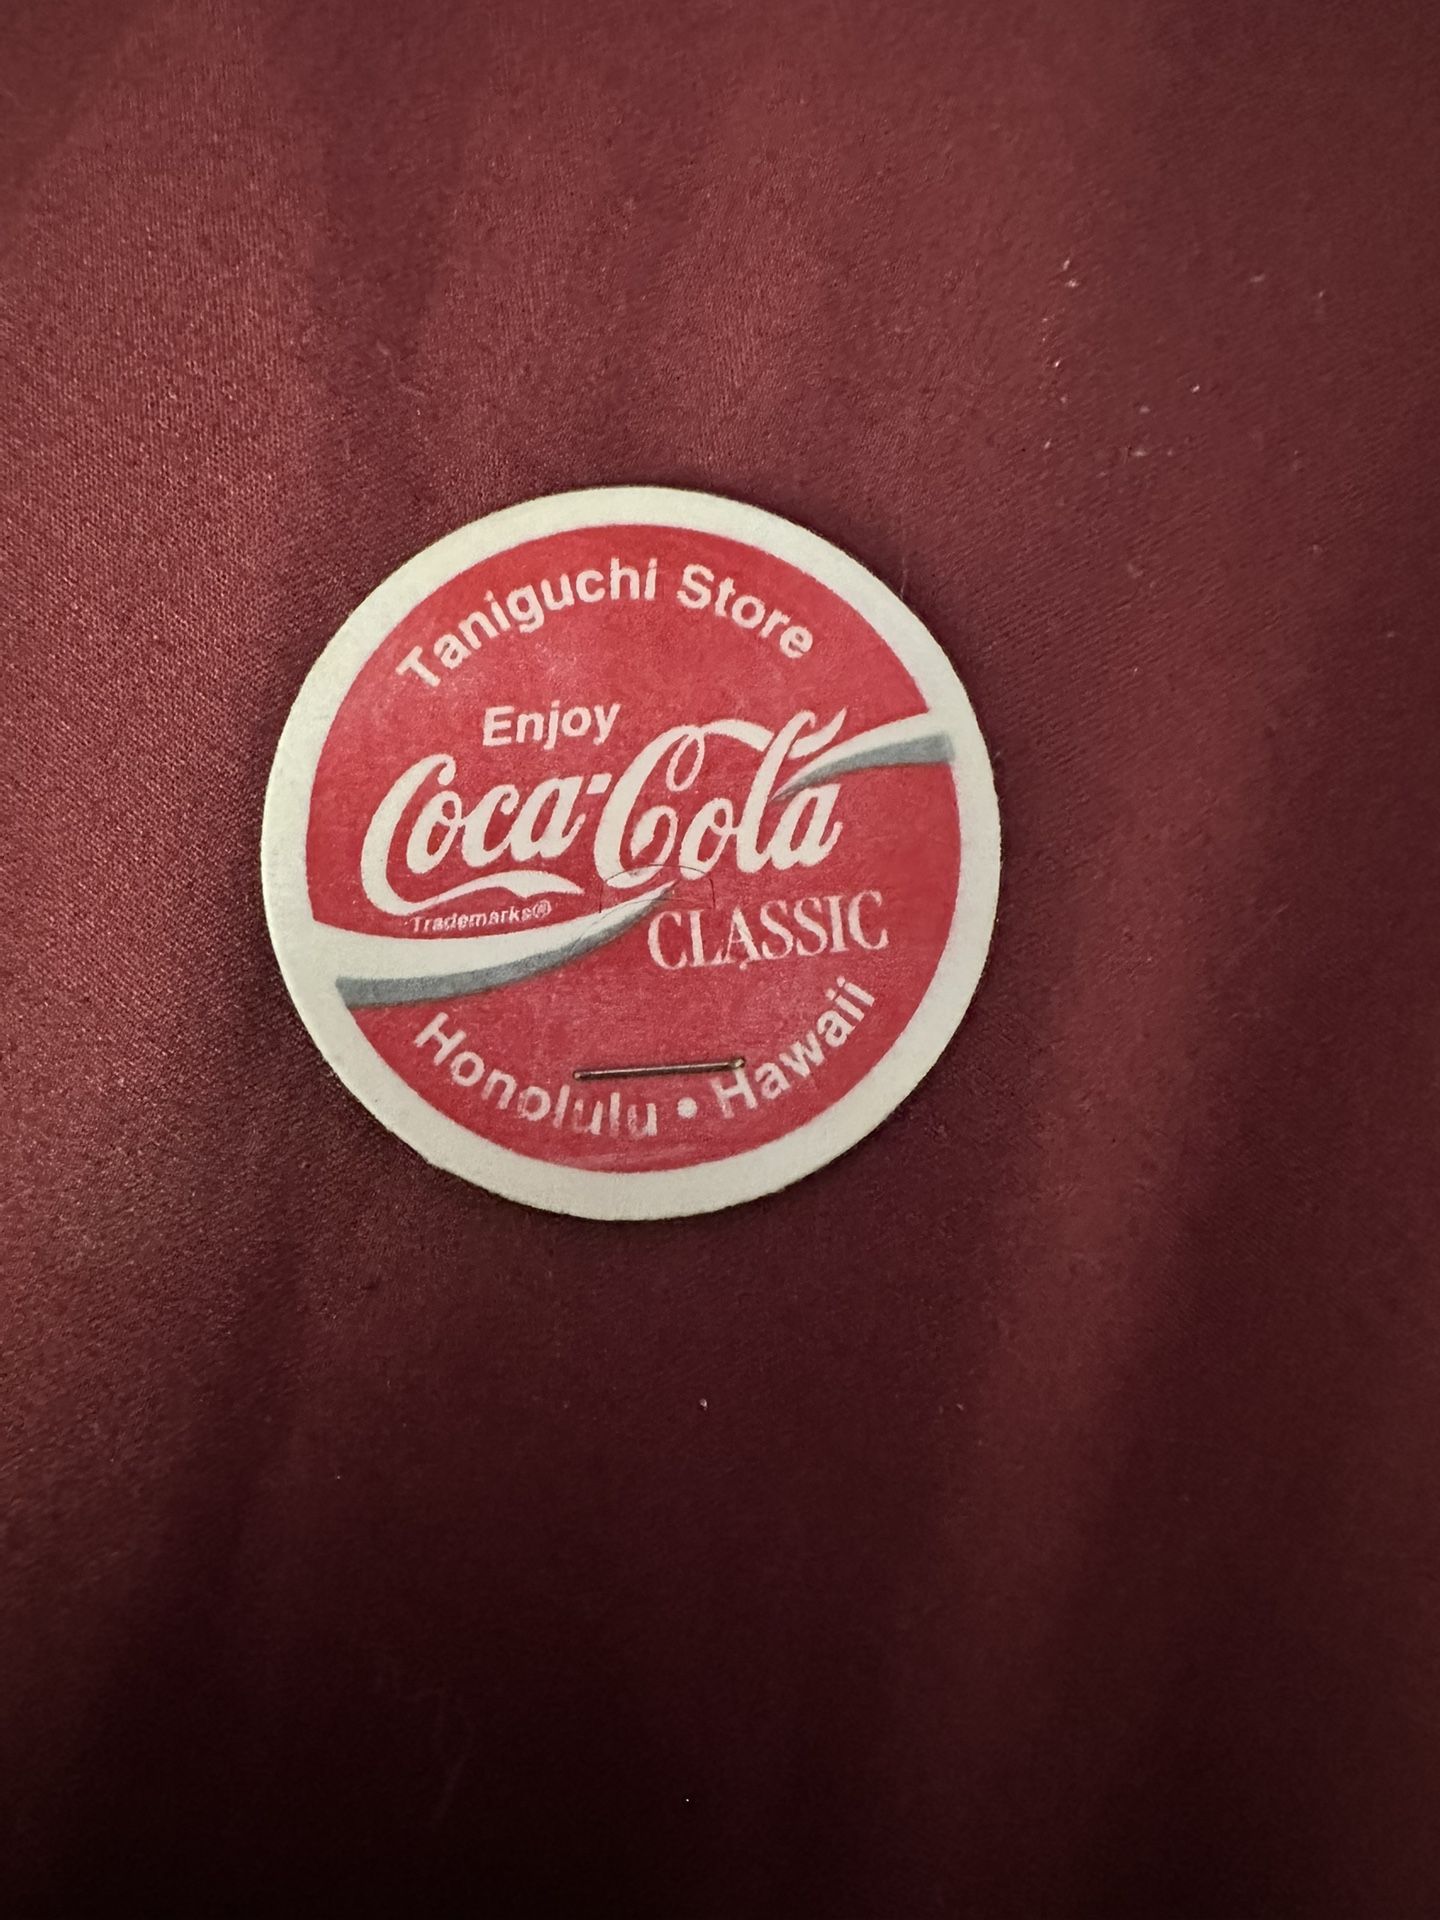 Taniguchi Store
Enjoy
Coca-Cola
Trademarks®
CLASSIC
Honolulu • Hawaii